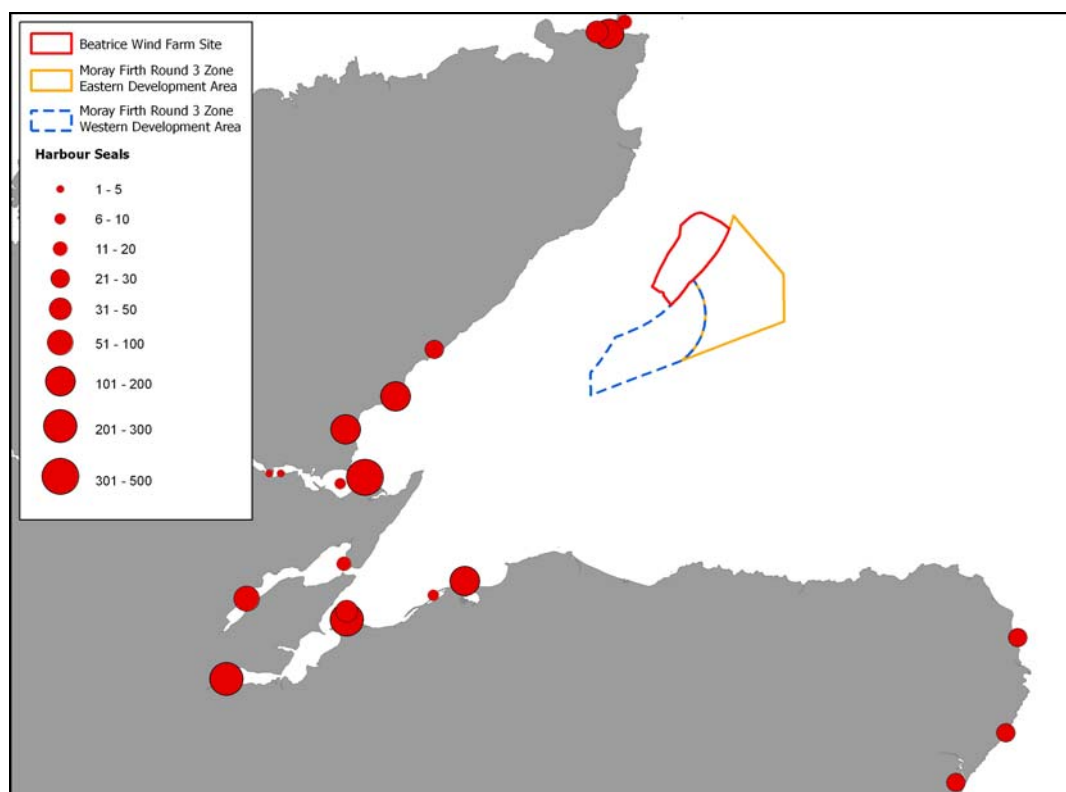 Beatrice Wind Farm Site
Moray Firth Round 3 Zone
Eastern Development Area
Moray Firth Round 3 Zone
Western Development Area
Harbour Seals
1 - 5
6 - 10
11 - 20
21 - 30
31 - 50
51 - 100
101 - 200
201 - 300
301 - 500